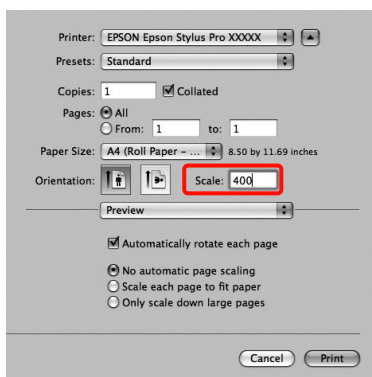 Printer: EPSON Epson Stylus Pro XXXXX
Presets: Standard
Copies: 1 Collated
Pages: All
From: 1 to: 1
Paper Size: A4 (Roll Paper – ... 8.50 by 11.69 inches
Orientation: Scale: 400
Preview
Automatically rotate each page
No automatic page scaling
Scale each page to fit paper
Only scale down large pages
Cancel Print